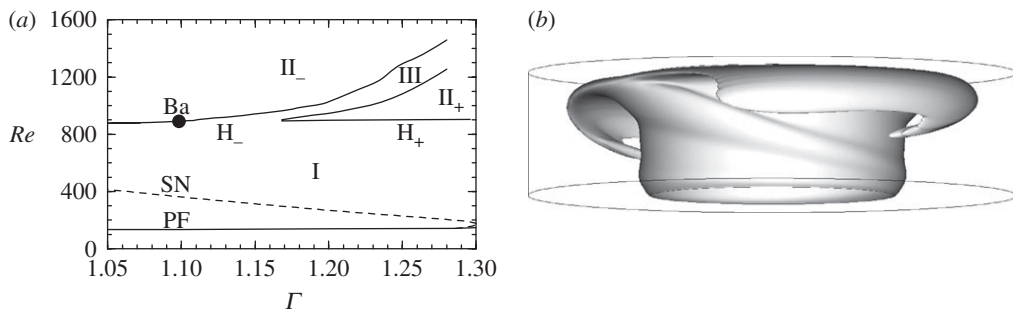 (a)
1600
1200
800
400
0
Re
II_
III
II+
Ba
H_
H+
I
SN
PF
1.05
1.10
1.15
1.20
1.25
1.30
Γ
(b)